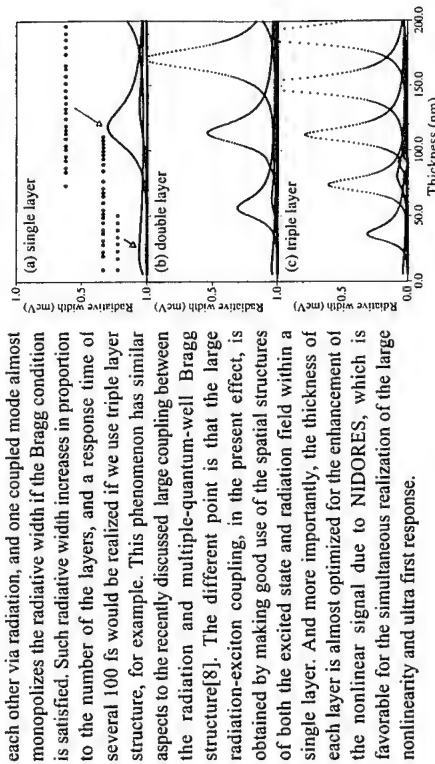 each other via radiation, and one coupled mode almost
monopolizes the radiative width if the Bragg condition
is satisfied. Such radiative width increases in proportion
to the number of the layers, and a response time of
several 100 fs would be realized if we use triple layer
structure, for example. This phenomenon has similar
aspects to the recently discussed large coupling between
the radiation and multiple-quantum-well Bragg
structure[8]. The different point is that the large
radiation-exciton coupling, in the present effect, is
obtained by making good use of the spatial structures
of both the excited state and radiation field within a
single layer. And more importantly, the thickness of
each layer is almost optimized for the enhancement of
the nonlinear signal due to NIDORES, which is
favorable for the simultaneous realization of the large
nonlinearity and ultra first response.
(a) single layer
1.0
Radiative width (meV)
(b) double layer
1.0
Radiative width (meV)
(c) triple layer
1.0
Radiative width (meV)
0.0
0.0 50.0 100.0 150.0 200.0
Thickness (nm)